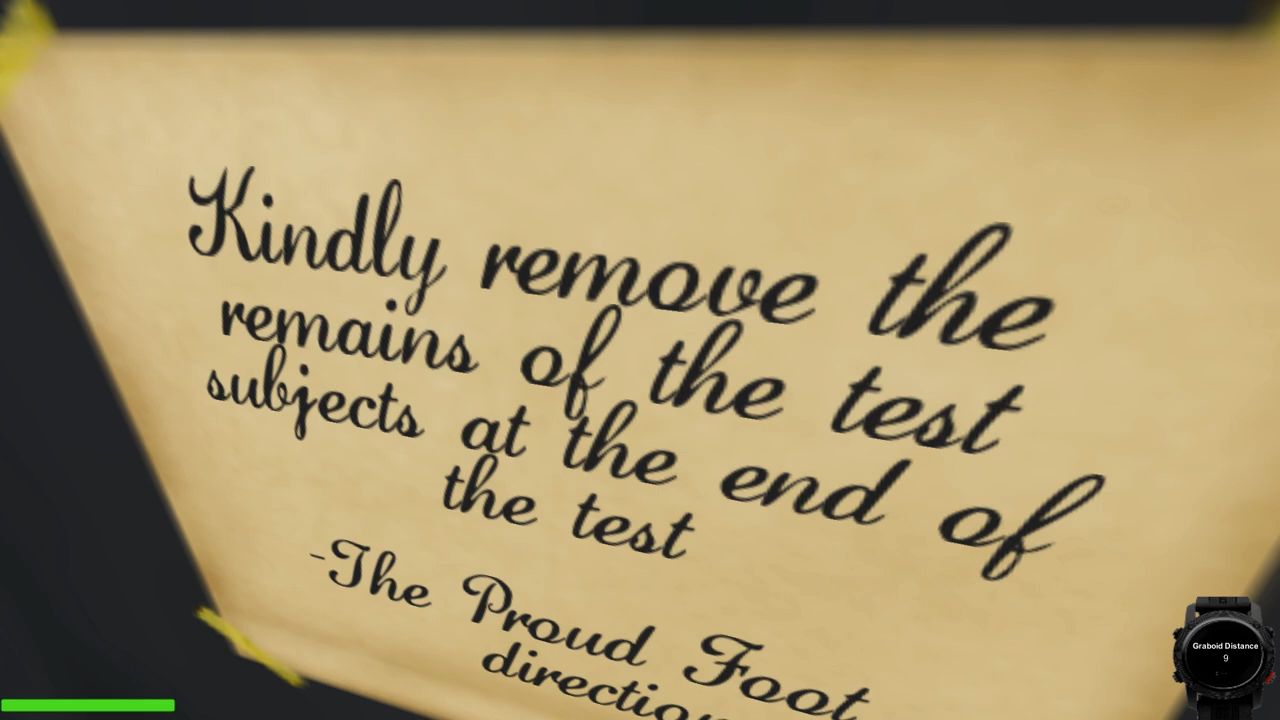 Kindly remove the
remains of the test
subjects at the end of
the test
-The Proud Foot
Graboid Distance
9